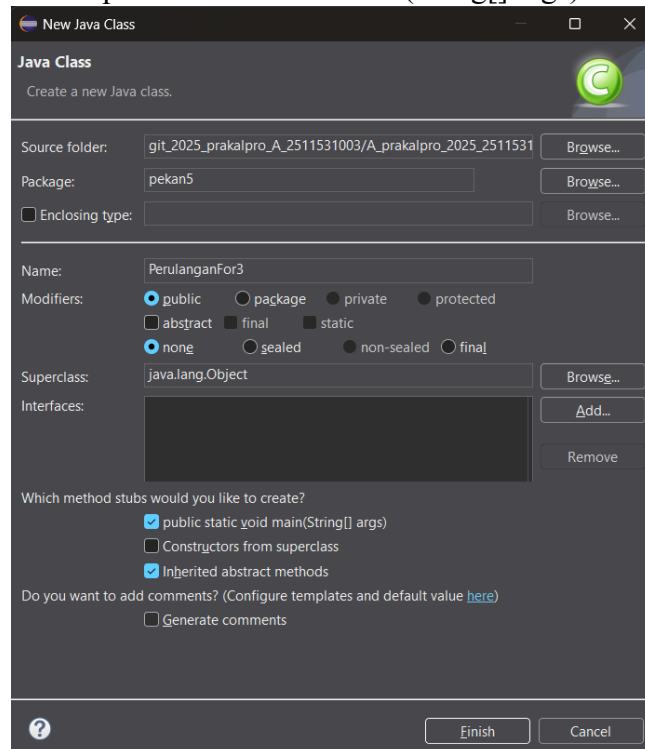 New Java Class
Java Class
Create a new Java class.
Source folder: git_2025_prakalpro_A_2511531003/A_prakalpro_2025_2511531 Browse...
Package: pekan5 Browse...
Enclosing type: Browse...
Name: PerulanganFor3
Modifiers: public package private protected
abstract final static
none sealed non-sealed final
Superclass: java.lang.Object Browse...
Interfaces: Add...
Remove
Which method stubs would you like to create?
public static void main(String[] args)
Constructors from superclass
Inherited abstract methods
Do you want to add comments? (Configure templates and default value here)
Generate comments
Finish Cancel